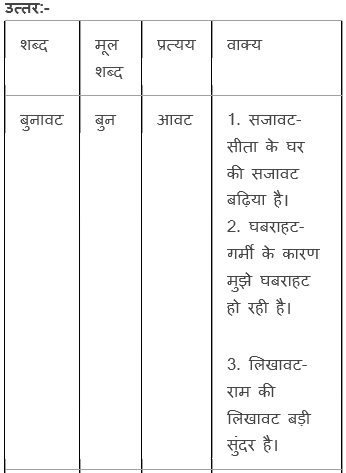 उत्तर:-
शब्द मूल शब्द प्रत्यय वाक्य
बुनावट बुन आवट 1. सजावट-
सीता के घर
की सजावट
बढ़िया है।
2. घबराहट-
गर्मी के कारण
मुझे घबराहट
हो रही है।
3. लिखावट-
राम की
लिखावट बड़ी
सुंदर है।